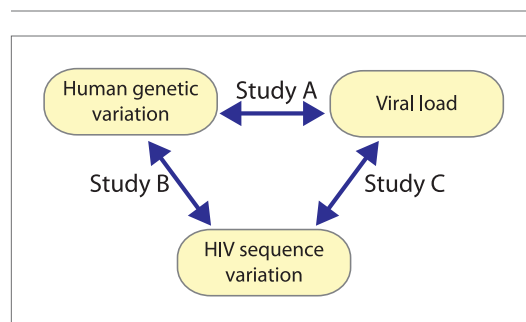 Human genetic
variation
Study A
Viral load
Study B
Study C
HIV sequence
variation